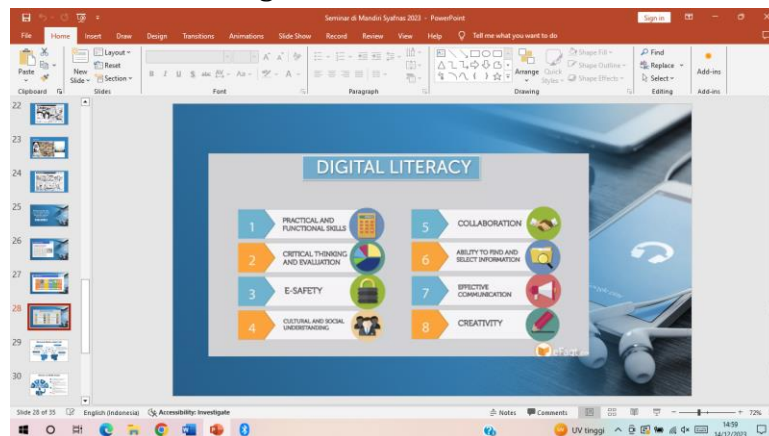 Seminar di Mandiri Syafnas 2023 - PowerPoint
Sign in
File Home Insert Draw Design Transitions Animations Slide Show Record Review View Help Tell me what you want to do
Paste
New Slide
Layout
Reset
Section
Arrange
Quick Styles
Shape Fill
Shape Outline
Shape Effects
Find
Replace
Select
Add-ins
Clipboard Slides Font Paragraph Drawing Editing Add-ins
22
23
24
25
26
27
28
29
30
DIGITAL LITERACY
1 PRACTICAL AND
FUNCTIONAL SKILLS
2 CRITICAL THINKING
AND EVALUATION
3 E-SAFETY
4 CULTURAL AND SOCIAL
UNDERSTANDING
5 COLLABORATION
6 ABILITY TO FIND AND
SELECT INFORMATION
7 EFFECTIVE
COMMUNICATION
8 CREATIVITY
Slide 28 of 35 English (Indonesia) Accessibility: Investigate Notes Comments 72%
UV tinggi
14:59
14/12/2023